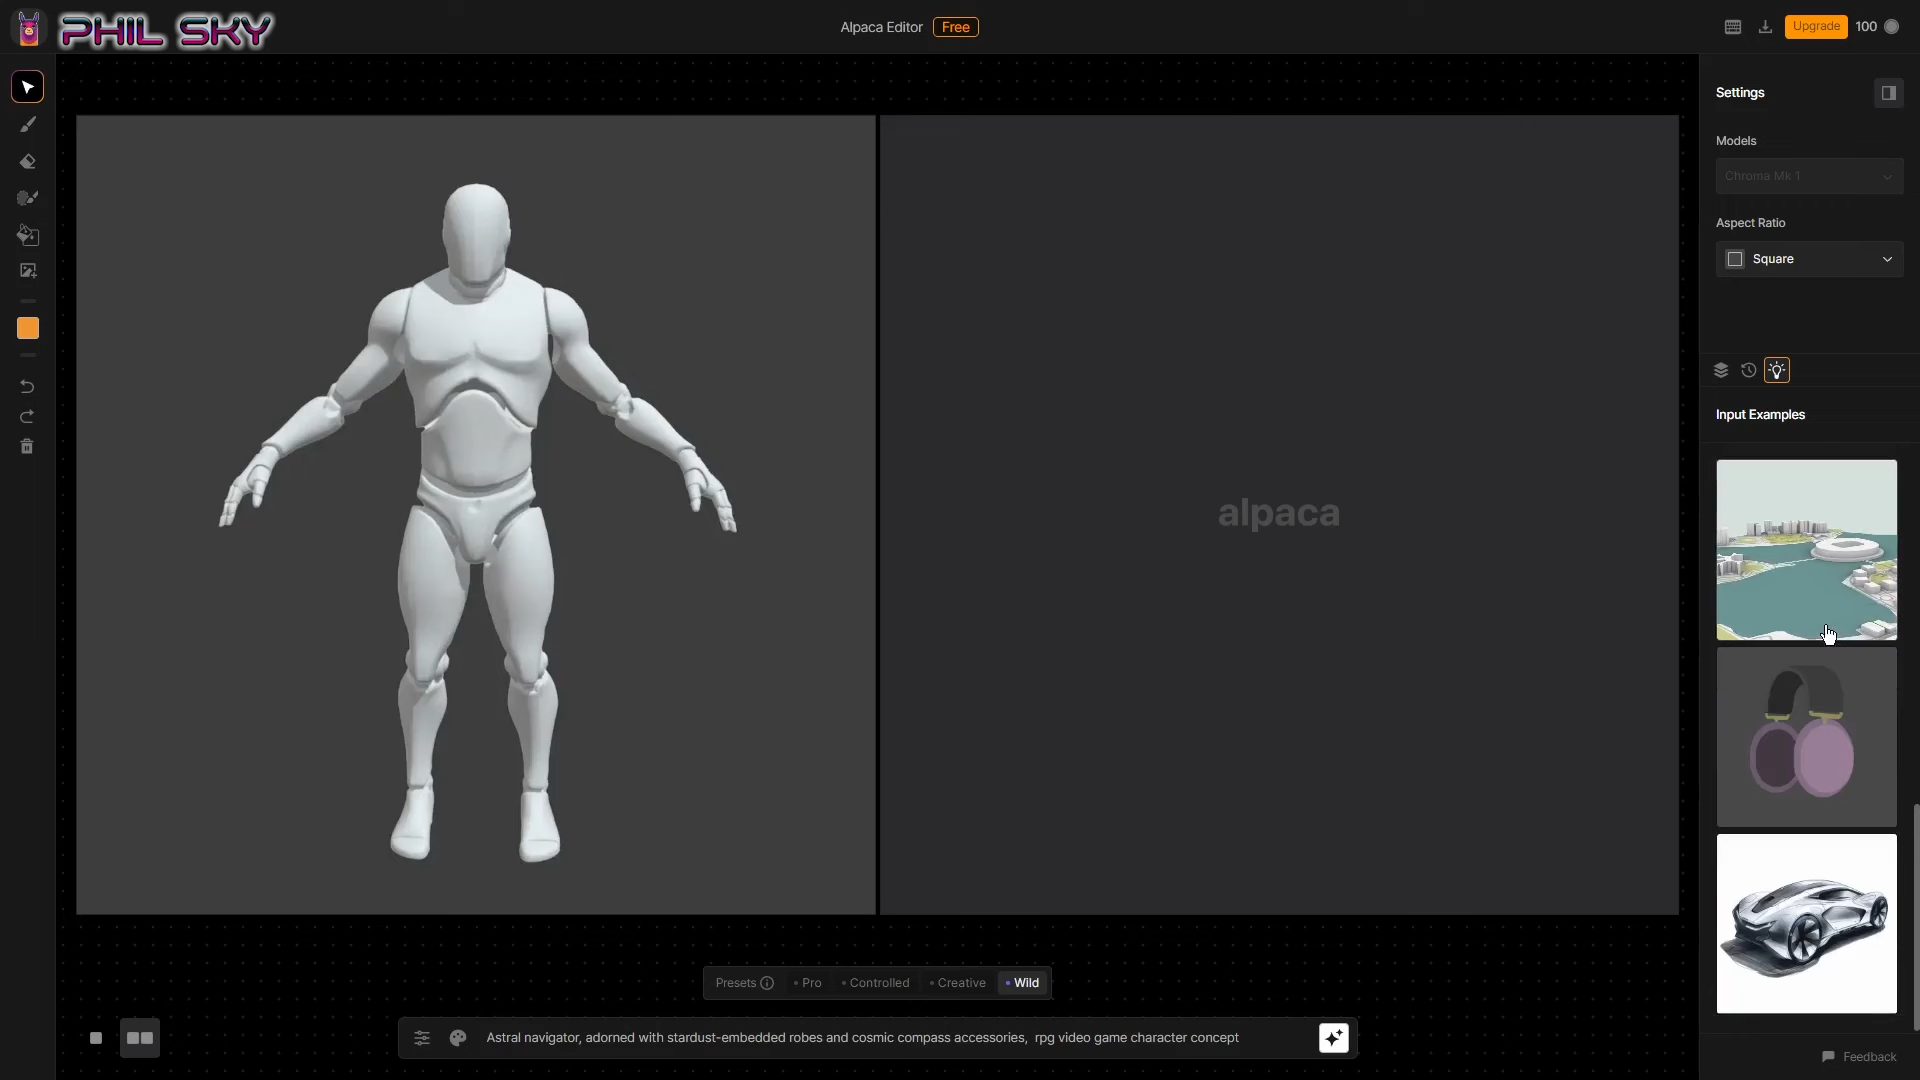 PHIL SKY
Alpaca Editor Free
Upgrade 100
Settings
Models
Chroma Mk 1
Aspect Ratio
Square
Input Examples
alpaca
Presets Pro Controlled Creative Wild
Astral navigator, adorned with stardust-embedded robes and cosmic compass accessories, rpg video game character concept
Feedback